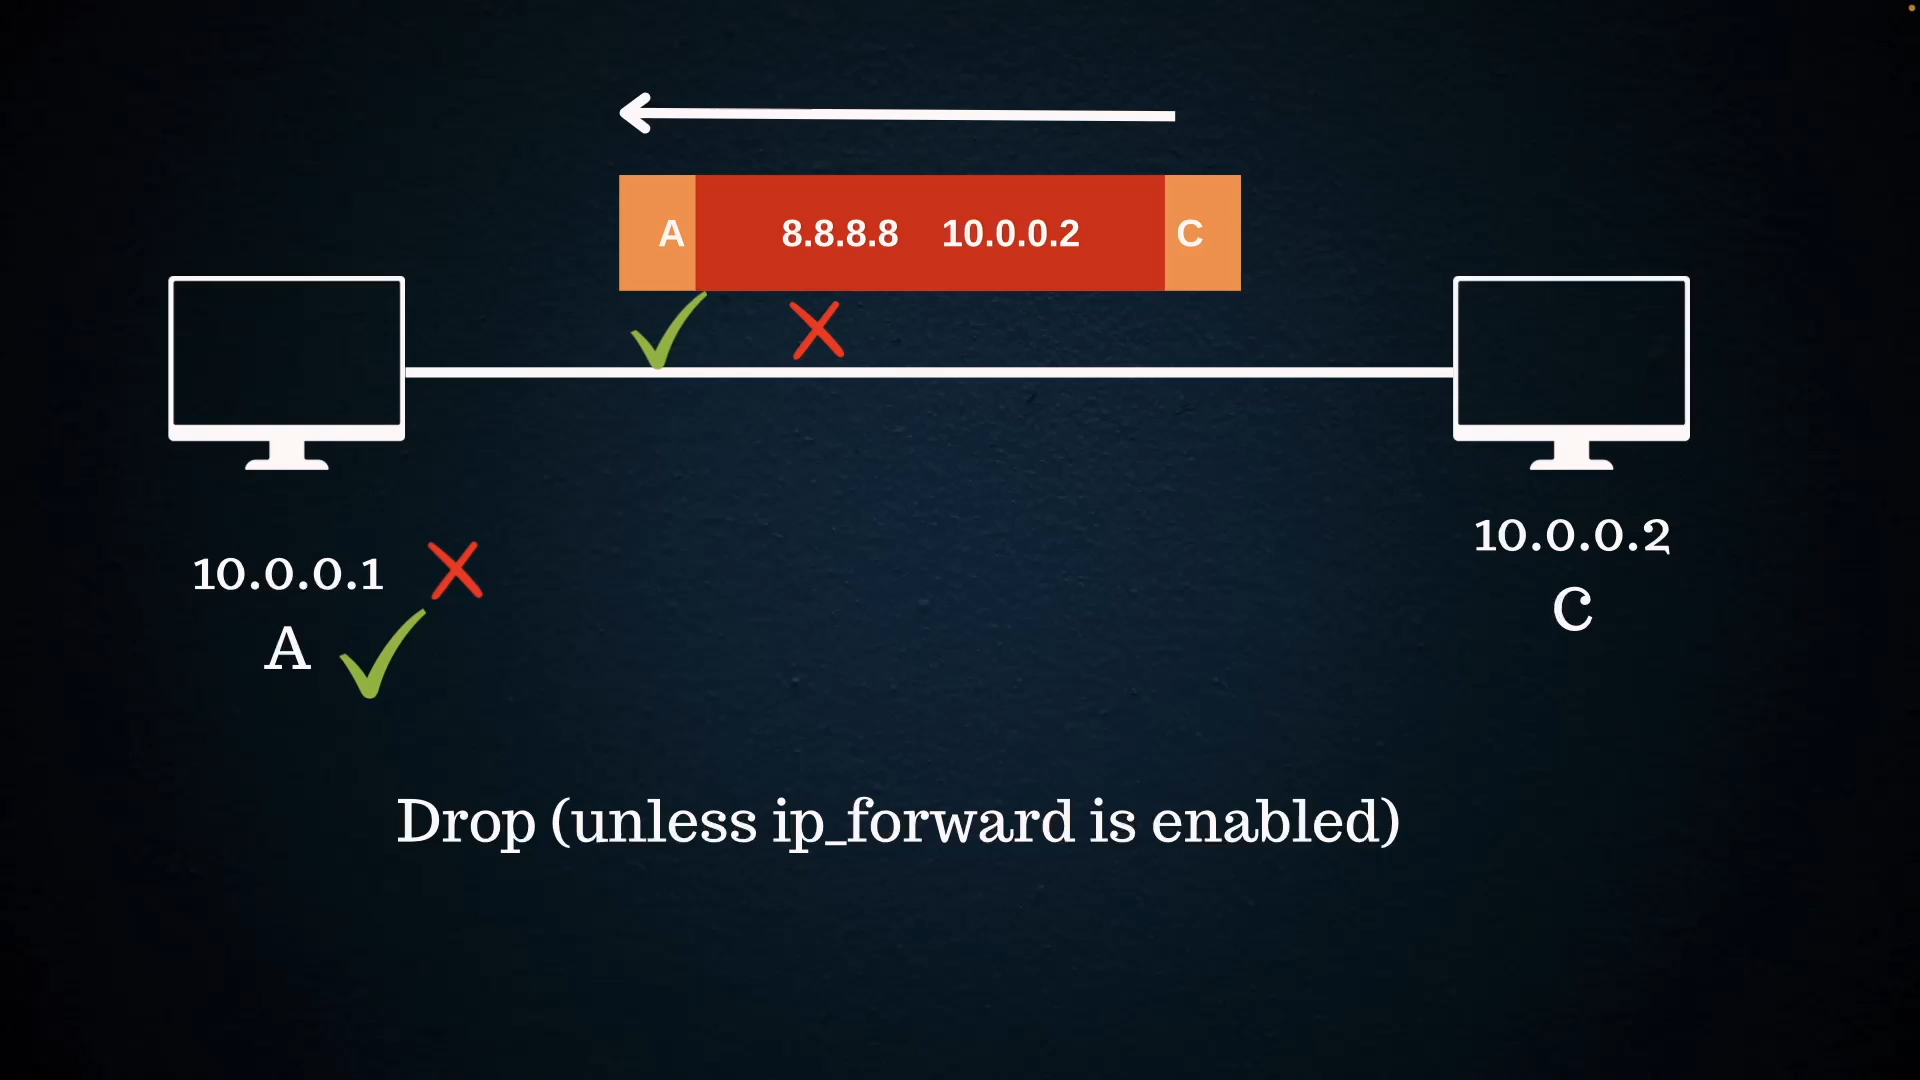 A 8.8.8.8 10.0.0.2 C
10.0.0.1
A
10.0.0.2
C
Drop (unless ip_forward is enabled)